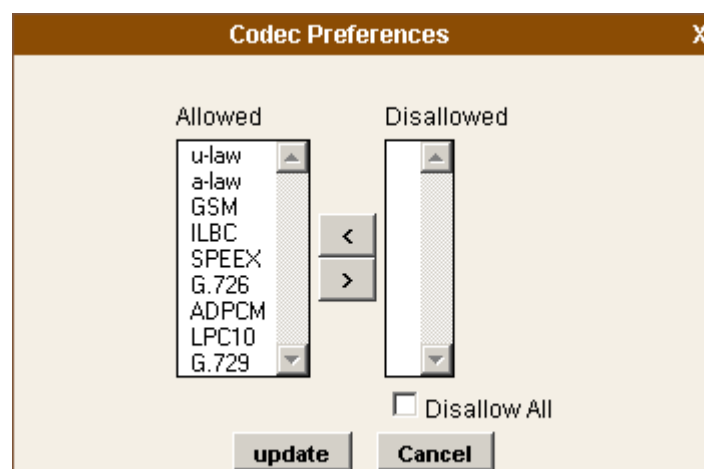 Codec Preferences X
Allowed Disallowed
u-law
a-law
GSM
ILBC
SPEEX
G.726
ADPCM
LPC10
G.729
<
>
Disallow All
update Cancel